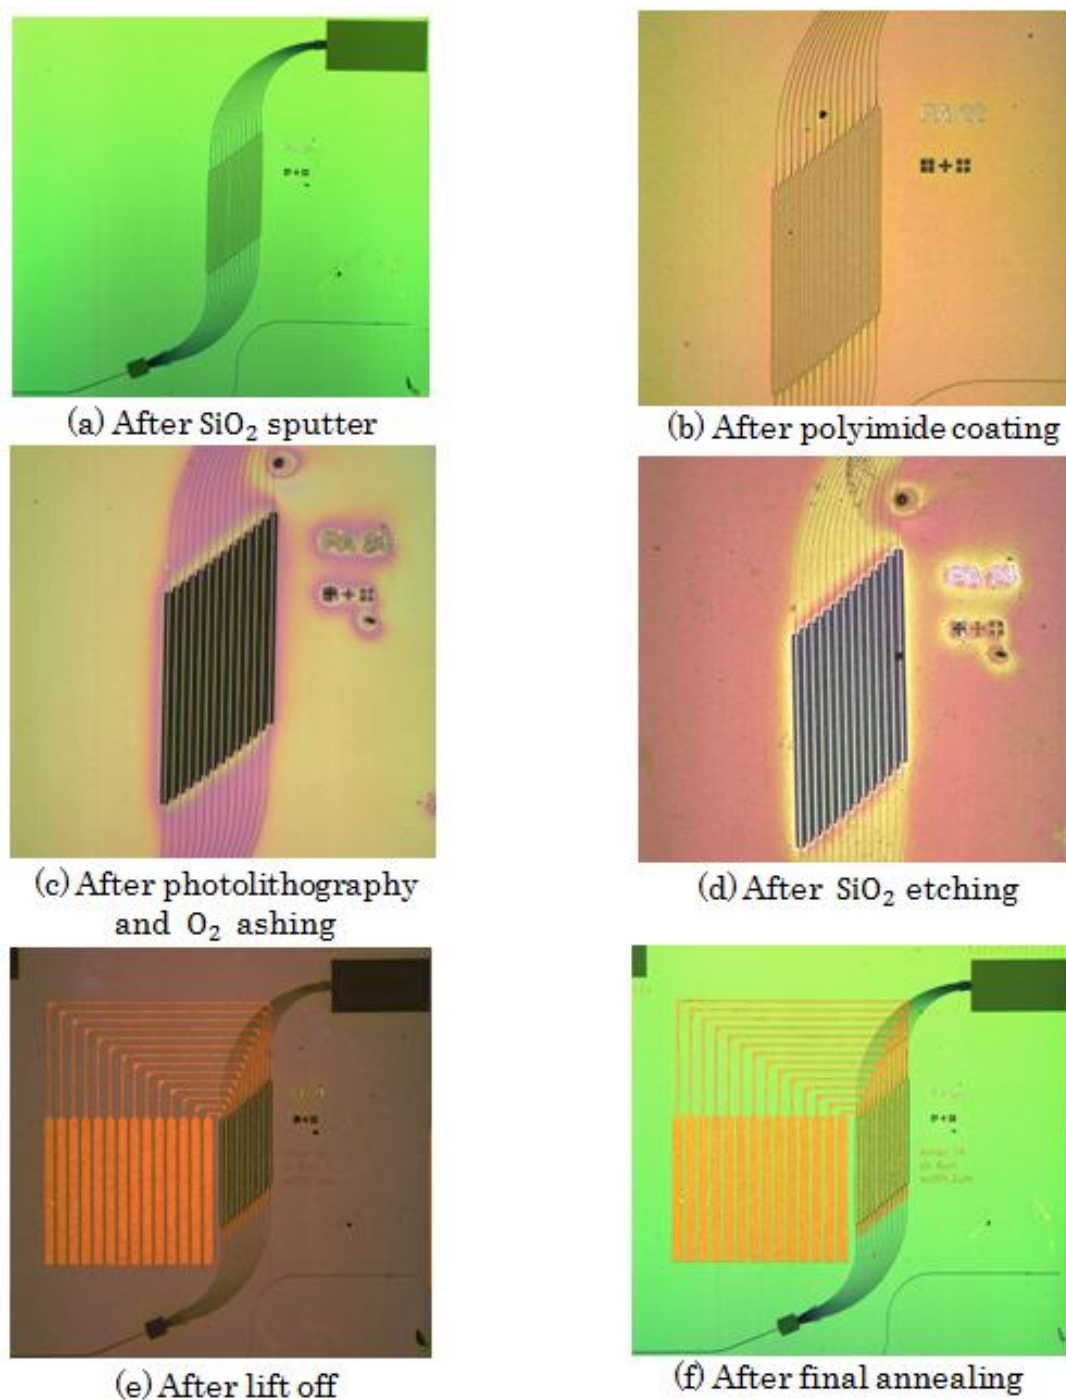 (a) After SiO₂ sputter
(b) After polyimide coating
(c) After photolithography
and O₂ ashing
(d) After SiO₂ etching
(e) After lift off
(f) After final annealing